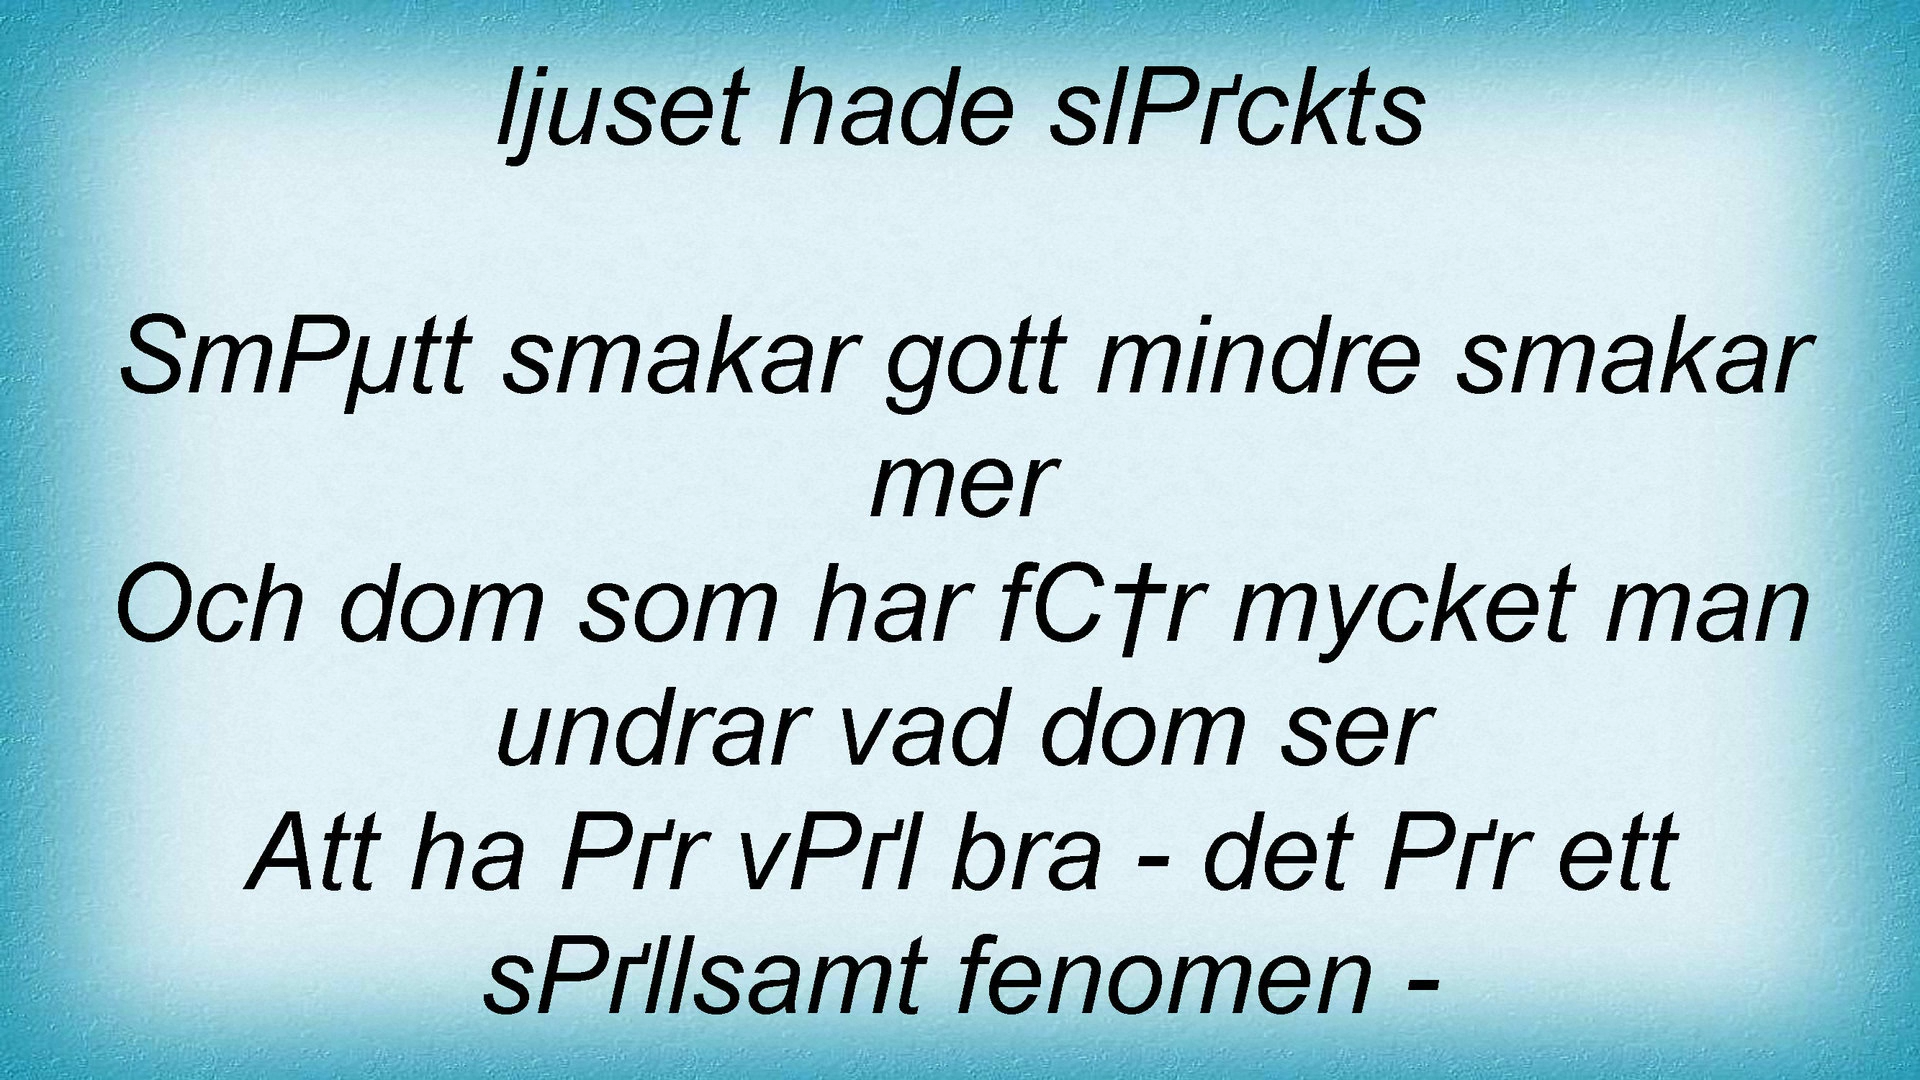 ljuset hade slPґckts
SmPµtt smakar gott mindre smakar
mer
Och dom som har fC†r mycket man
undrar vad dom ser
Att ha Pґr vPґl bra - det Pґr ett
sPґllsamt fenomen -